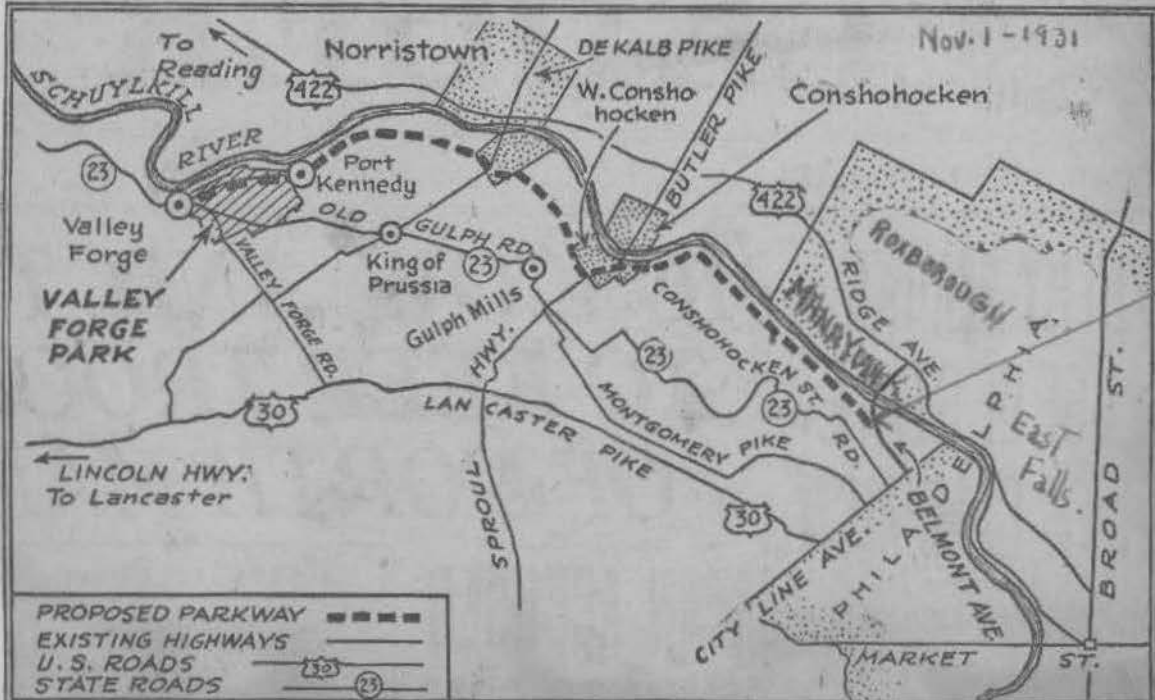 Nov. 1 - 1931
To
Reading
Norristown
DE KALB PIKE
422
W. Consho
hocken
BUTLER PIKE
Conshohocken
SCHUYLKILL
RIVER
23
Port
Kennedy
Valley
Forge
OLD
GULPH RD.
23
King of
Prussia
VALLEY
FORGE
PARK
VALLEY FORGE RD.
Gulph Mills
422
RIDGE AVE.
ROXBOROUGH
MANAYUNK
CONSHOHOCKEN ST.
RD.
23
23
MONTGOMERY PIKE
30
LANCASTER PIKE
30
SPROUL
HWY.
LINCOLN HWY.
To Lancaster
East
Falls.
BROAD ST.
PHILADELPHIA
BELMONT AVE
CITY LINE AVE.
MARKET ST.
PROPOSED PARKWAY
EXISTING HIGHWAYS
U.S. ROADS 30
STATE ROADS 23